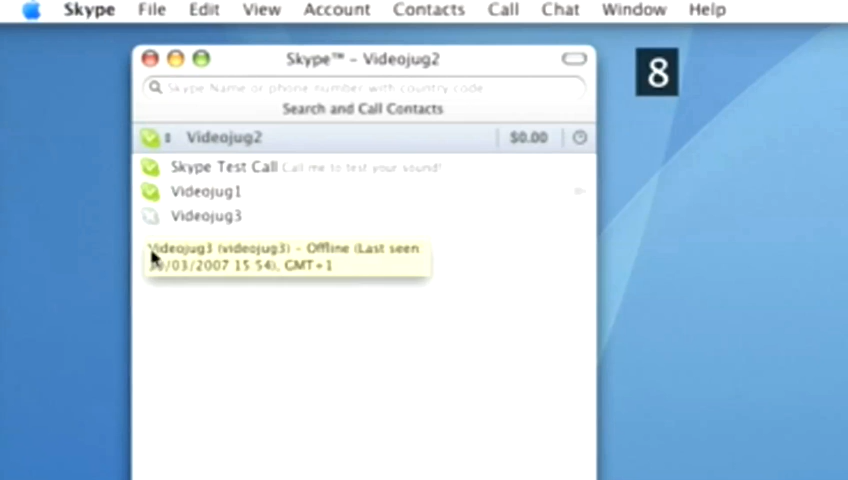 Skype File Edit View Account Contacts Call Chat Window Help
Skype™ – Videojug2
8
Skype Name or phone number with country code
Search and Call Contacts
Videojug2 $0.00
Skype Test Call Call me to test your sound!
Videojug1
Videojug3
Videojug3 (videojug3) – Offline (Last seen
/03/2007 15 54), GMT+1